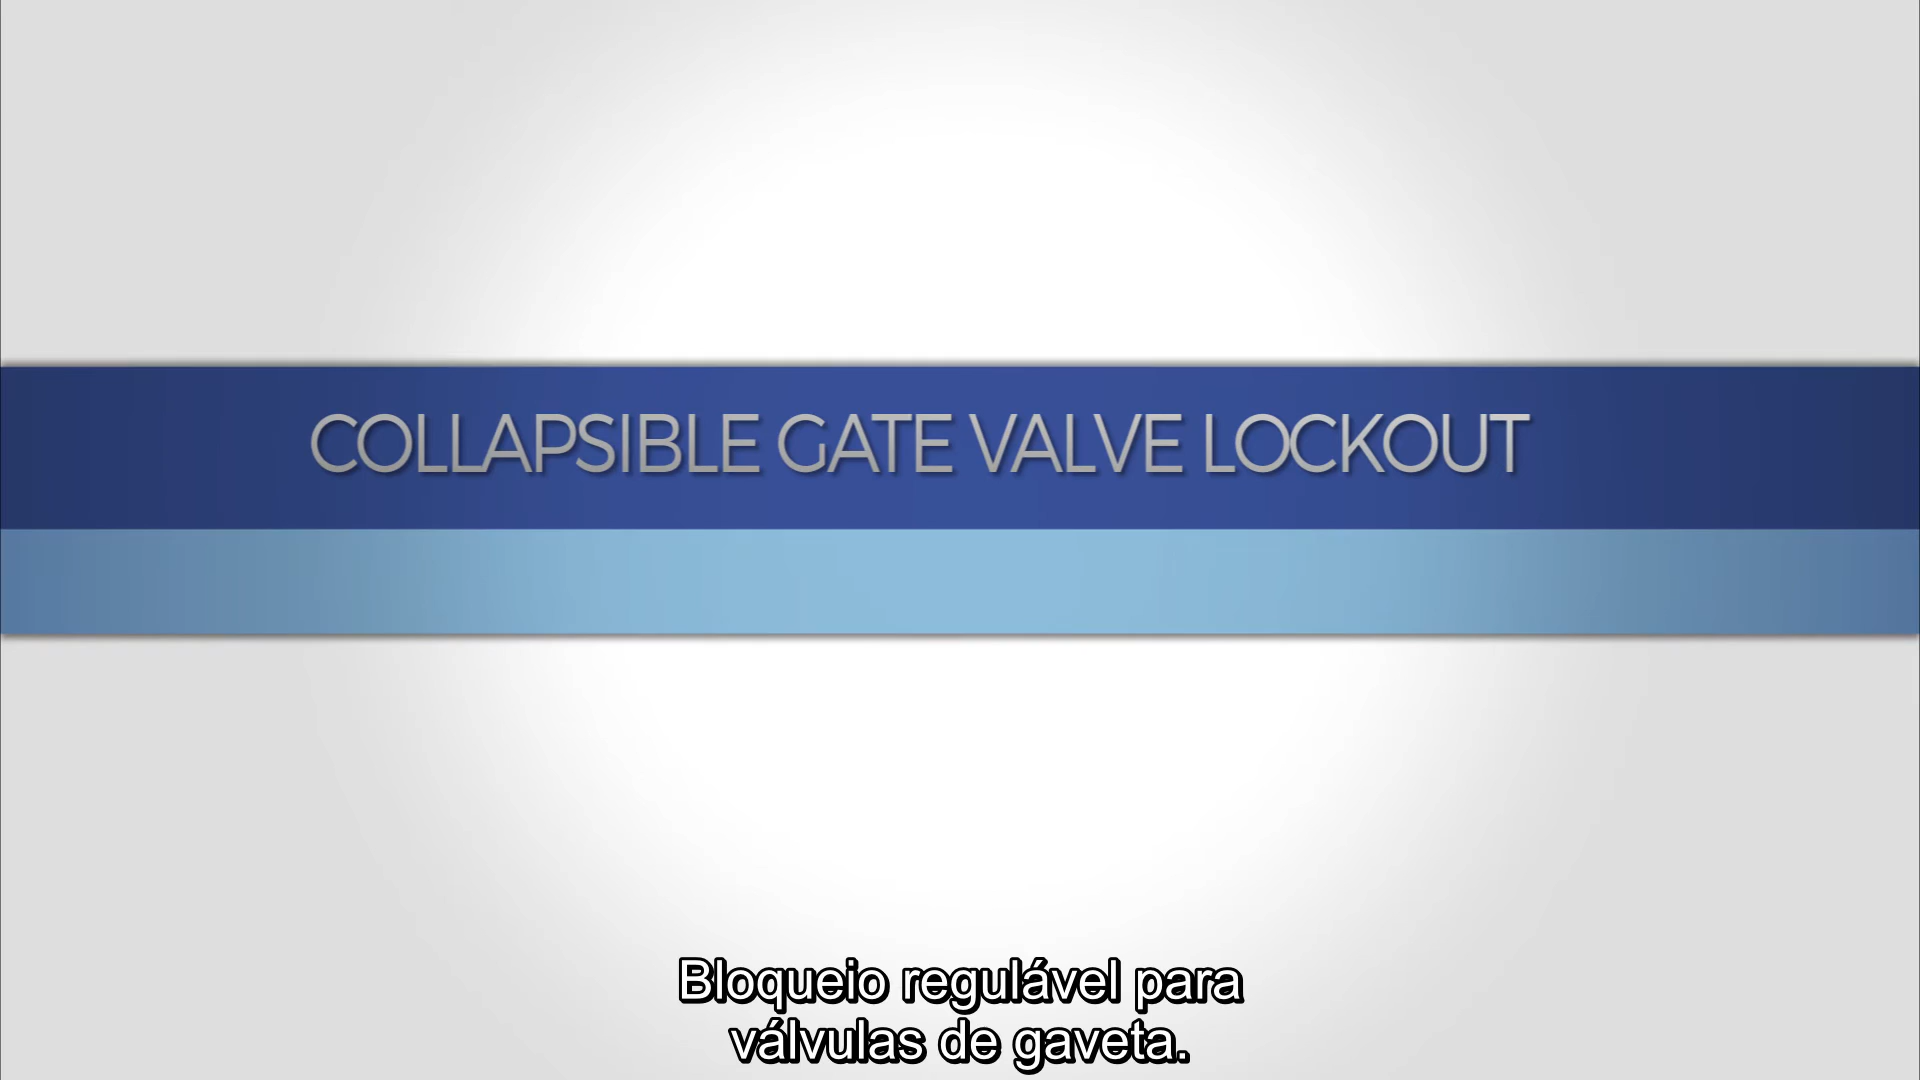 COLLAPSIBLE GATE VALVE LOCKOUT
Bloqueio regulável para
válvulas de gaveta.